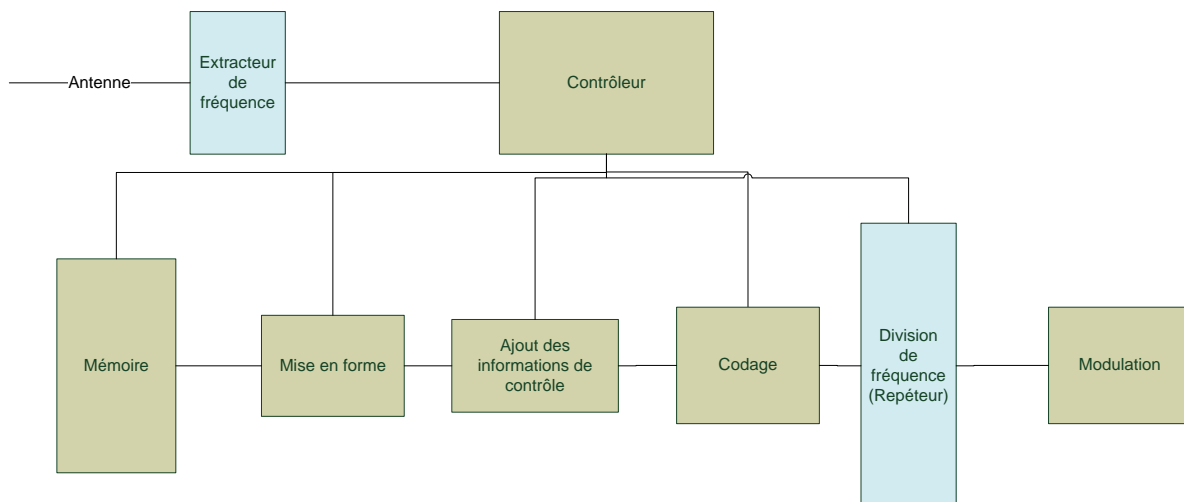 Antenne
Extracteur
de
fréquence
Contrôleur
Mémoire
Mise en forme
Ajout des
informations de
contrôle
Codage
Division
de
fréquence
(Repéteur)
Modulation